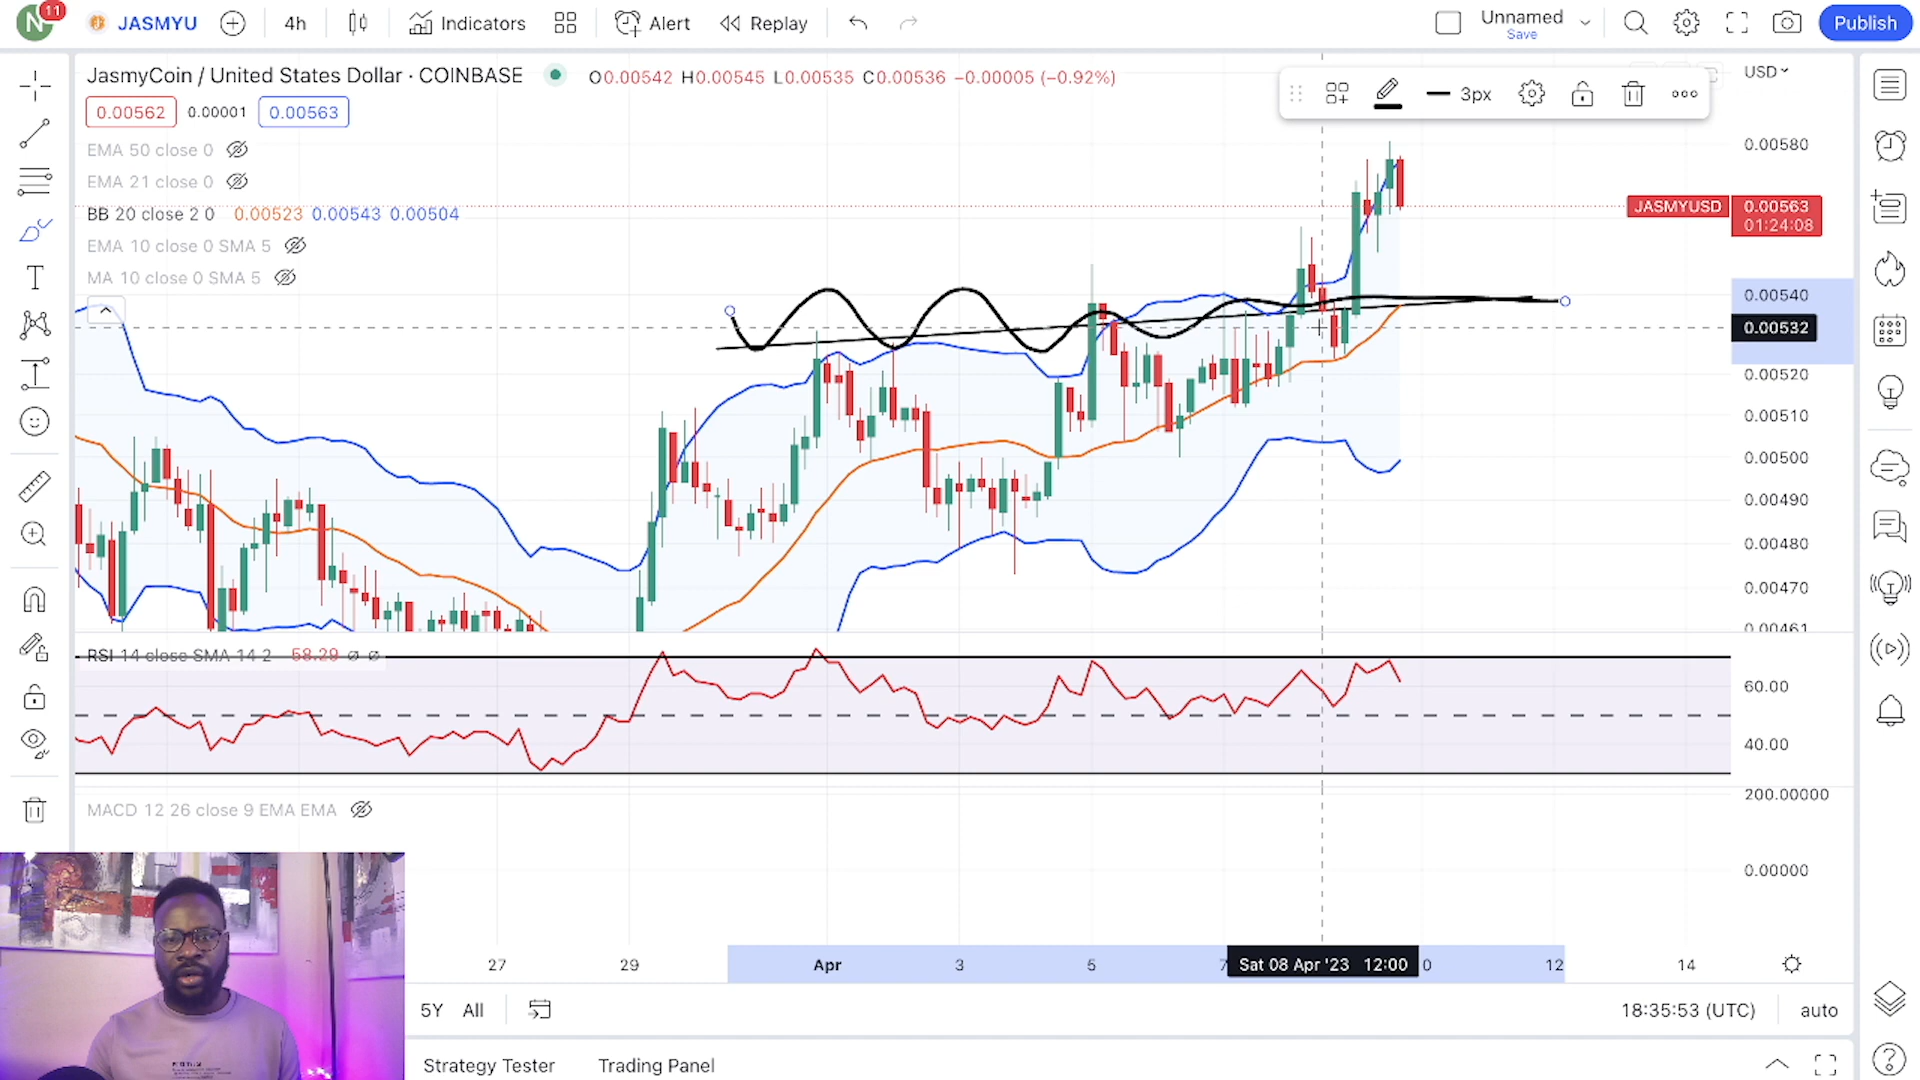 N 11 JASMYU 4h Indicators Alert Replay Unnamed Publish
Save
JasmyCoin / United States Dollar · COINBASE O0.00542 H0.00545 L0.00535 C0.00536 −0.00005 (−0.92%) USD
3px
0.00562 0.00001 0.00563
EMA 50 close 0
0.00580
EMA 21 close 0
BB 20 close 2 0 0.00523 0.00543 0.00504
JASMYUSD 0.00563
01:24:08
EMA 10 close 0 SMA 5
MA 10 close 0 SMA 5
0.00540
0.00532
0.00520
0.00510
0.00500
0.00490
0.00480
0.00470
0.00461
RSI 14 close SMA 14 2 58.29 ∅ ∅
60.00
40.00
200.00000
MACD 12 26 close 9 EMA EMA
0.00000
27 29 Apr 3 5 7 Sat 08 Apr '23 12:00 0 12 14
5Y All 18:35:53 (UTC) auto
Strategy Tester Trading Panel